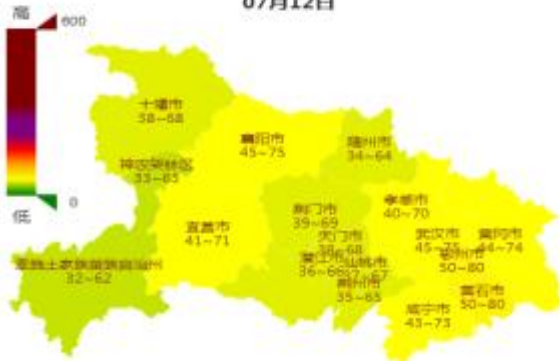 07月12日
高
600
0
低
十堰市
38~68
襄阳市
45~75
随州市
34~64
神农架林区
33~63
孝感市
40~70
荆门市
39~69
宜昌市
41~71
武汉市
45~75
黄冈市
44~74
天门市
38~68
鄂州市
50~80
潜江市
36~66
仙桃市
37~67
恩施土家族苗族自治州
32~62
荆州市
35~65
黄石市
50~80
咸宁市
43~73